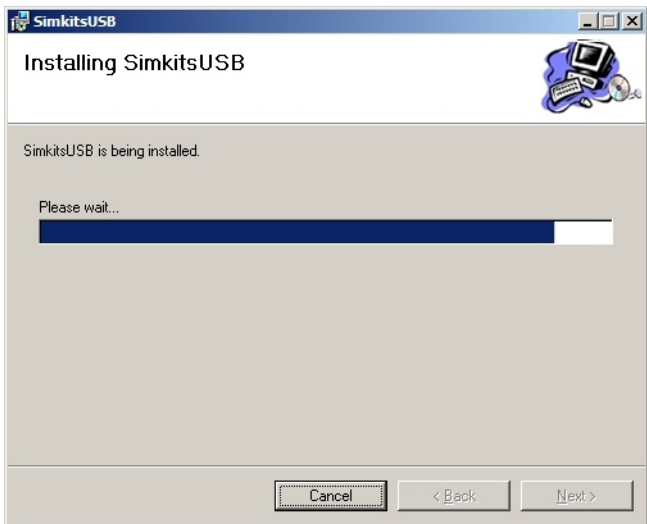 SimkitsUSB
Installing SimkitsUSB
SimkitsUSB is being installed.
Please wait...
Cancel
< Back
Next >